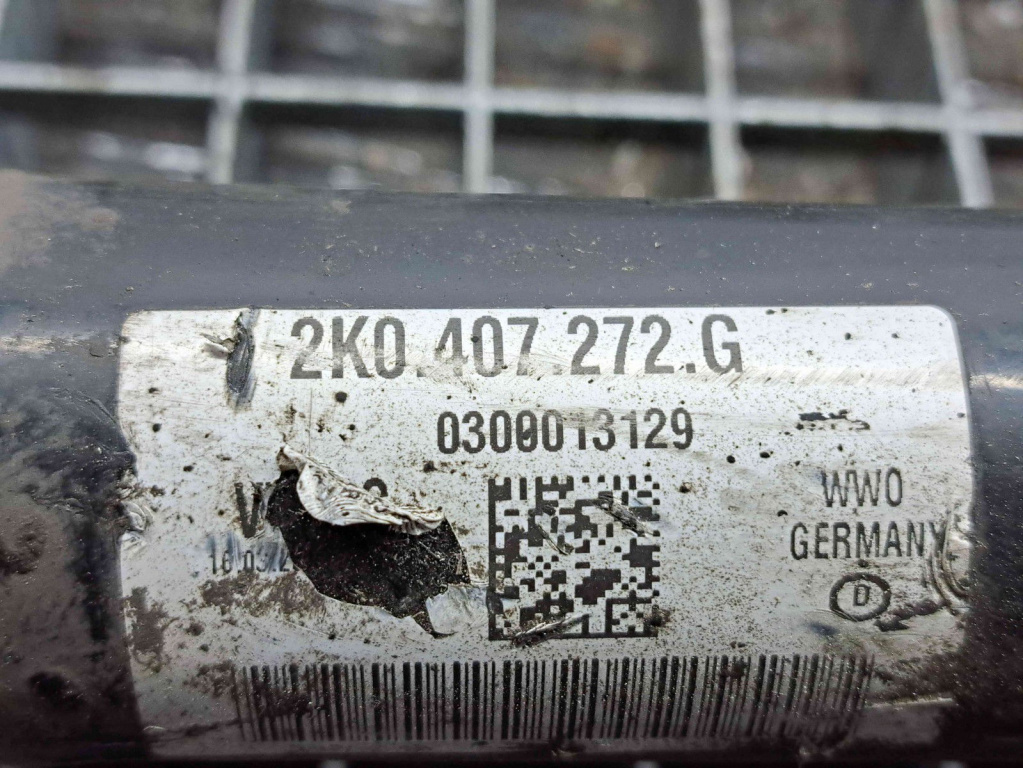 2K0.407.272.G
0300013129
WWO
GERMANY
D